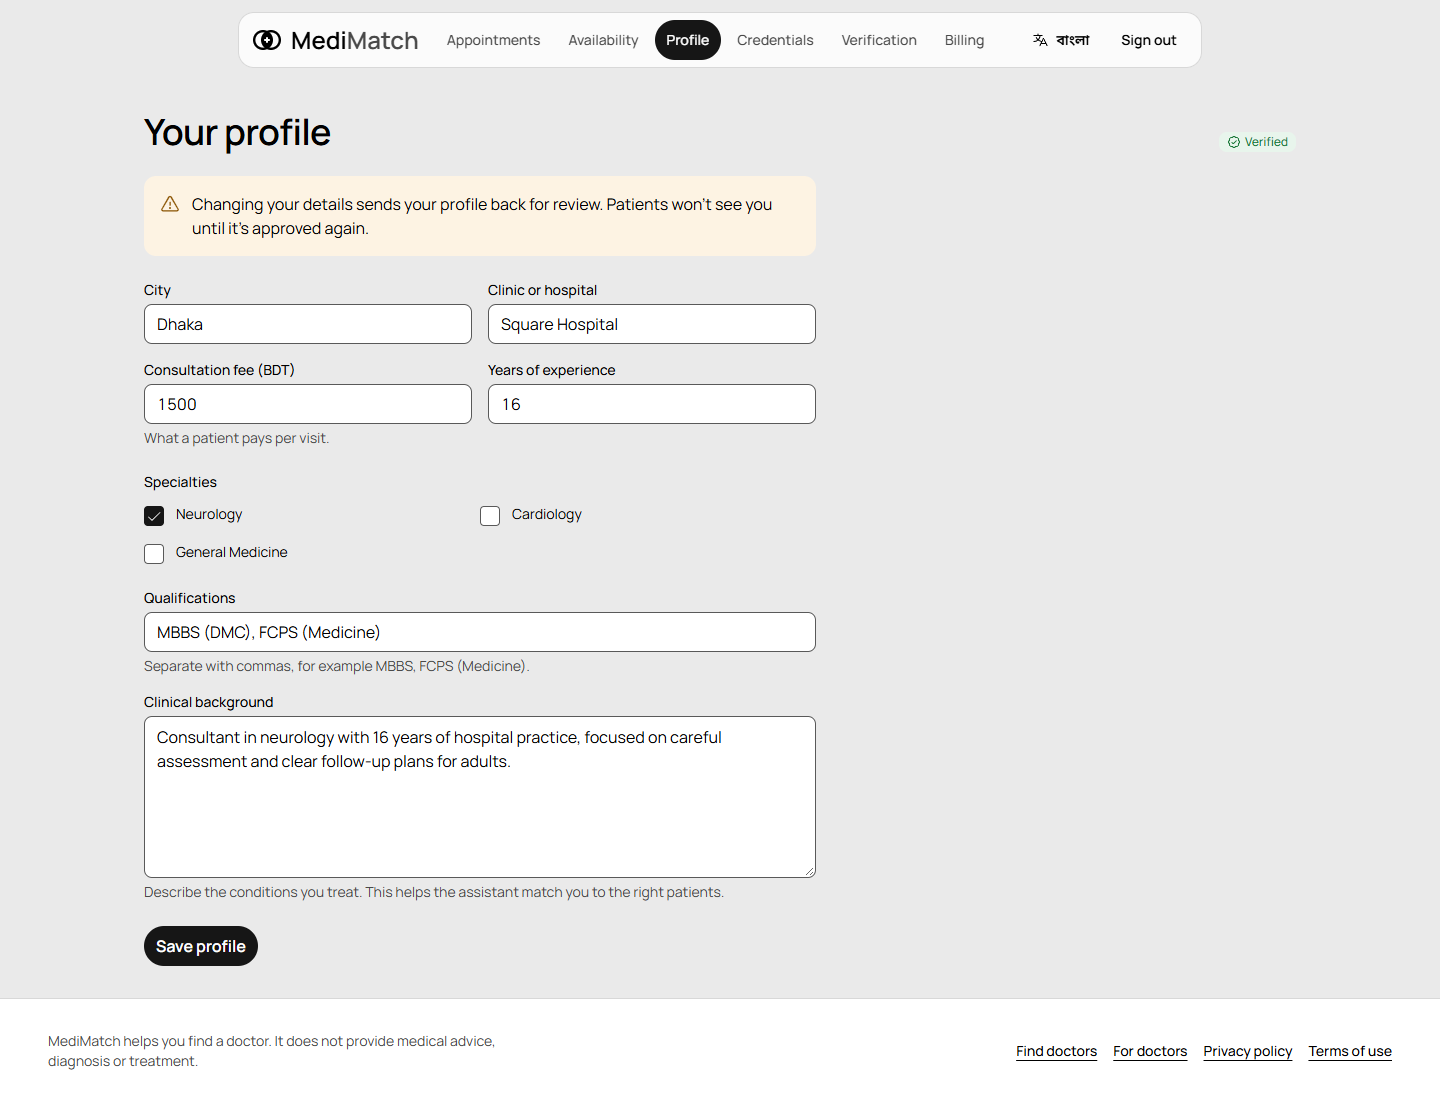 MediMatch
Appointments
Availability
Profile
Credentials
Verification
Billing
বাংলা
Sign out
Your profile
Verified
Changing your details sends your profile back for review. Patients won't see you
until it's approved again.
City
Clinic or hospital
Dhaka
Square Hospital
Consultation fee (BDT)
Years of experience
1500
16
What a patient pays per visit.
Specialties
Neurology
Cardiology
General Medicine
Qualifications
MBBS (DMC), FCPS (Medicine)
Separate with commas, for example MBBS, FCPS (Medicine).
Clinical background
Consultant in neurology with 16 years of hospital practice, focused on careful
assessment and clear follow-up plans for adults.
Describe the conditions you treat. This helps the assistant match you to the right patients.
Save profile
MediMatch helps you find a doctor. It does not provide medical advice,
diagnosis or treatment.
Find doctors
For doctors
Privacy policy
Terms of use